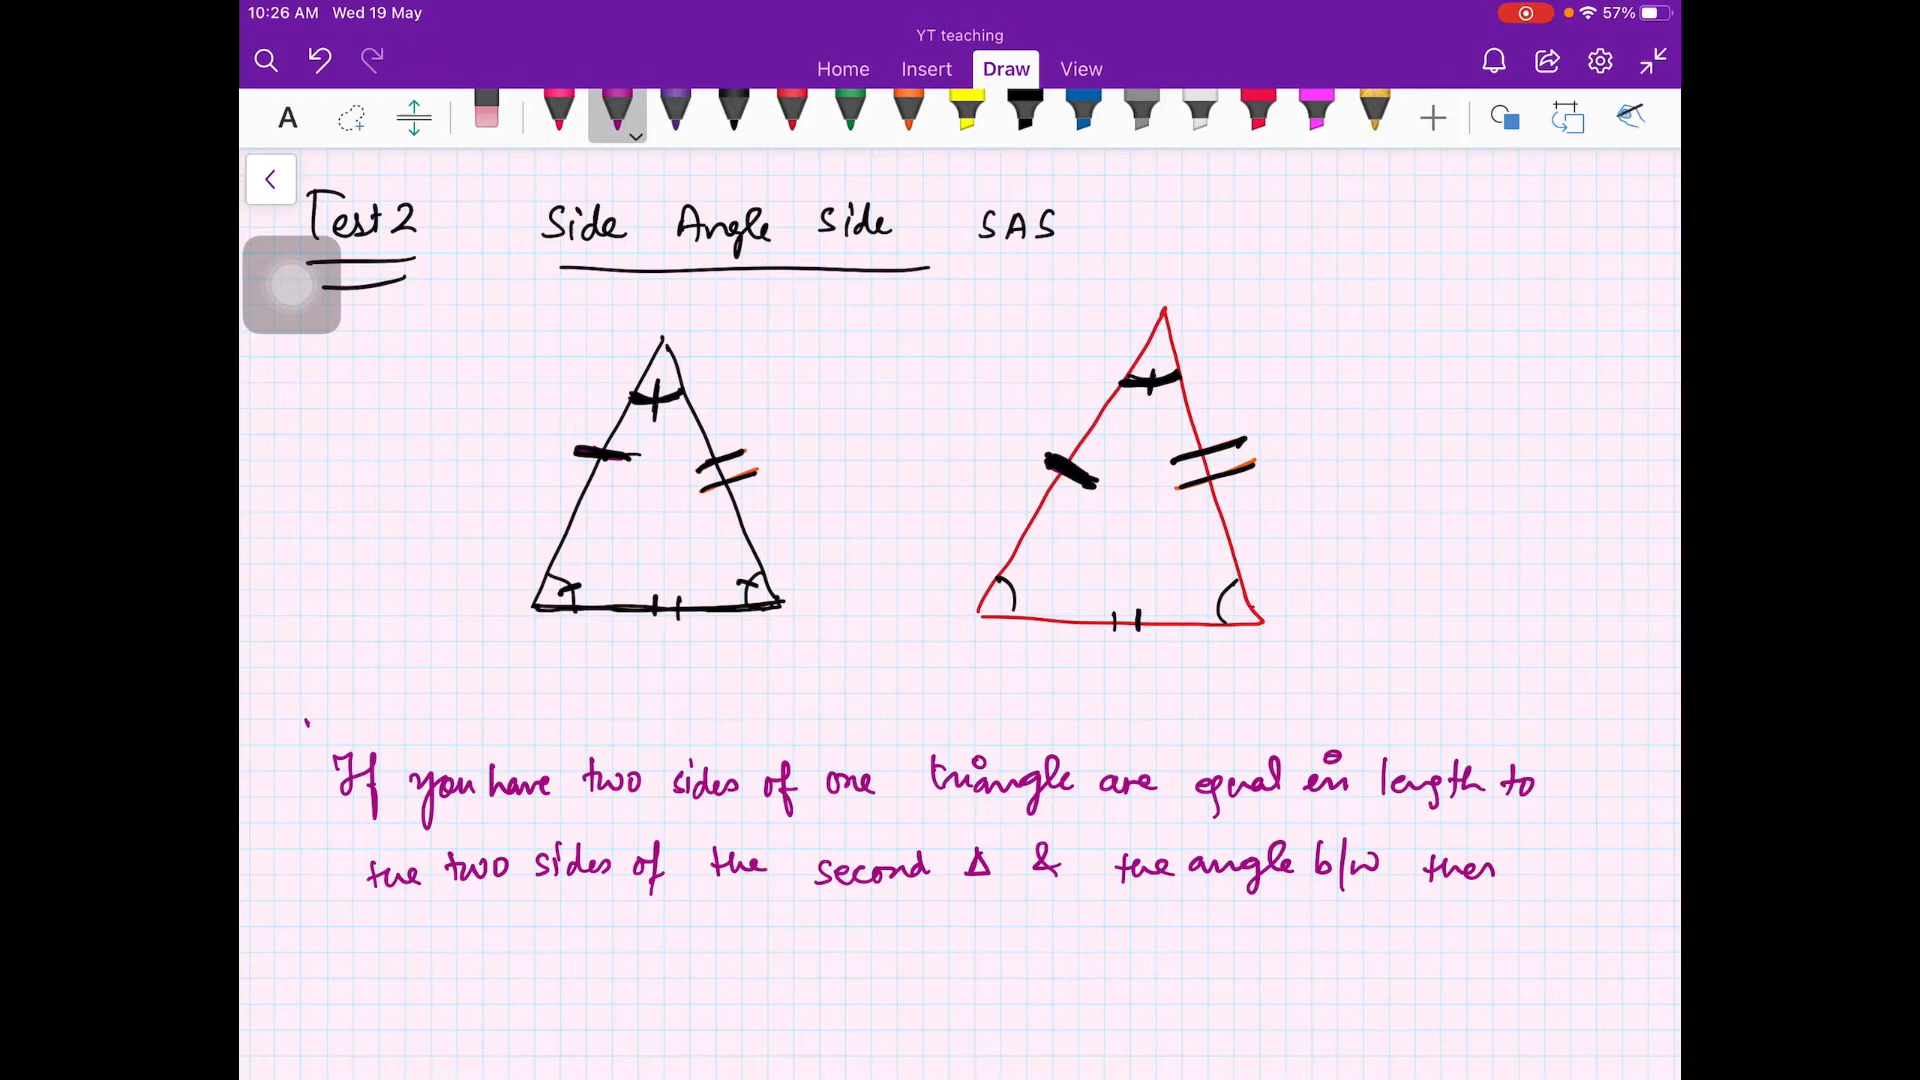 10:26 AM Wed 19 May
57%
YT teaching
Home Insert Draw View
A
Test 2 Side Angle Side SAS
If you have two sides of one triangle are equal in length to
the two sides of the second Δ & the angle b/w then